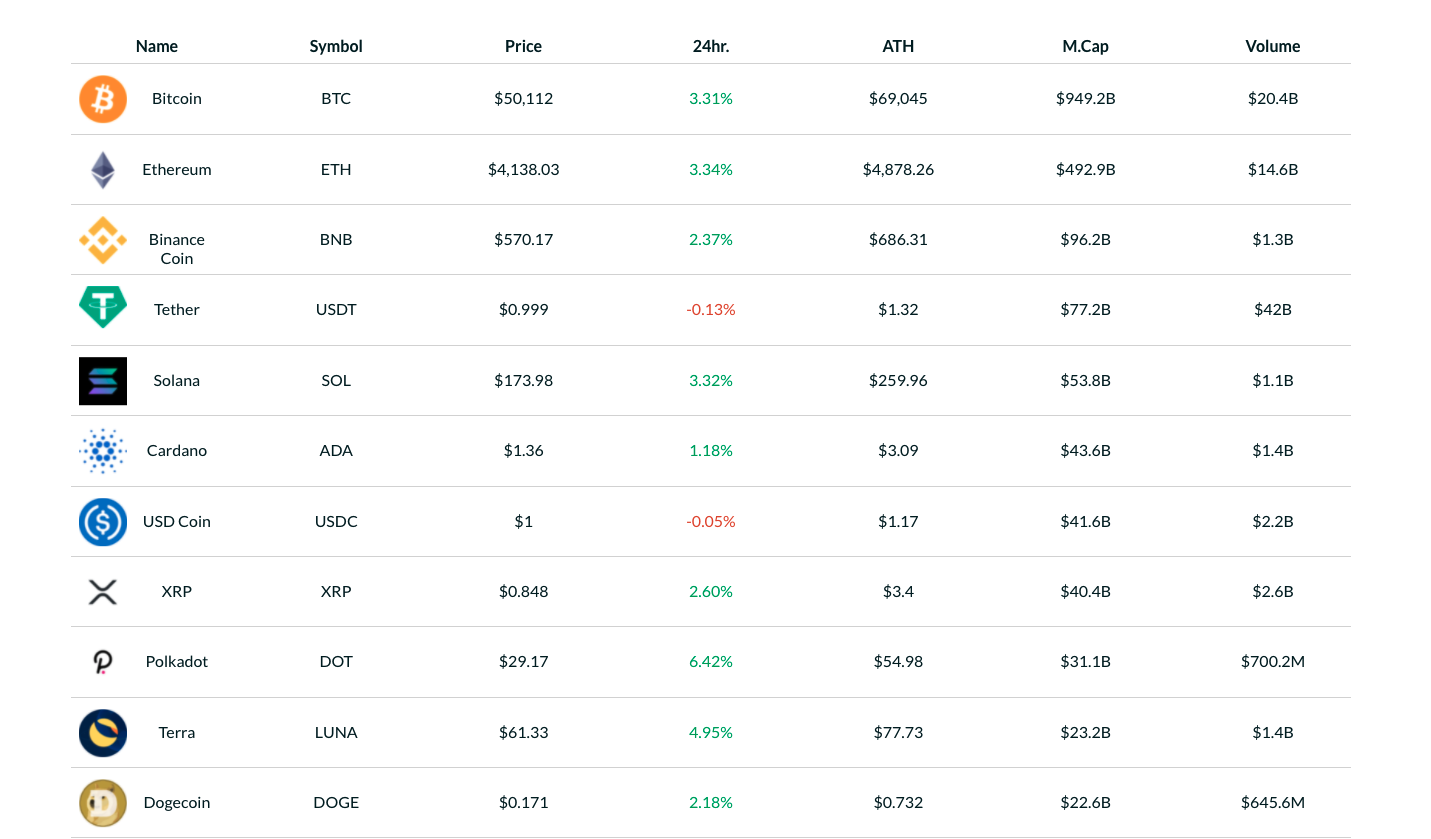 Name Symbol Price 24hr. ATH M.Cap Volume
Bitcoin BTC $50,112 3.31% $69,045 $949.2B $20.4B
Ethereum ETH $4,138.03 3.34% $4,878.26 $492.9B $14.6B
Binance BNB $570.17 2.37% $686.31 $96.2B $1.3B
Coin
Tether USDT $0.999 -0.13% $1.32 $77.2B $42B
Solana SOL $173.98 3.32% $259.96 $53.8B $1.1B
Cardano ADA $1.36 1.18% $3.09 $43.6B $1.4B
USD Coin USDC $1 -0.05% $1.17 $41.6B $2.2B
XRP XRP $0.848 2.60% $3.4 $40.4B $2.6B
Polkadot DOT $29.17 6.42% $54.98 $31.1B $700.2M
Terra LUNA $61.33 4.95% $77.73 $23.2B $1.4B
Dogecoin DOGE $0.171 2.18% $0.732 $22.6B $645.6M